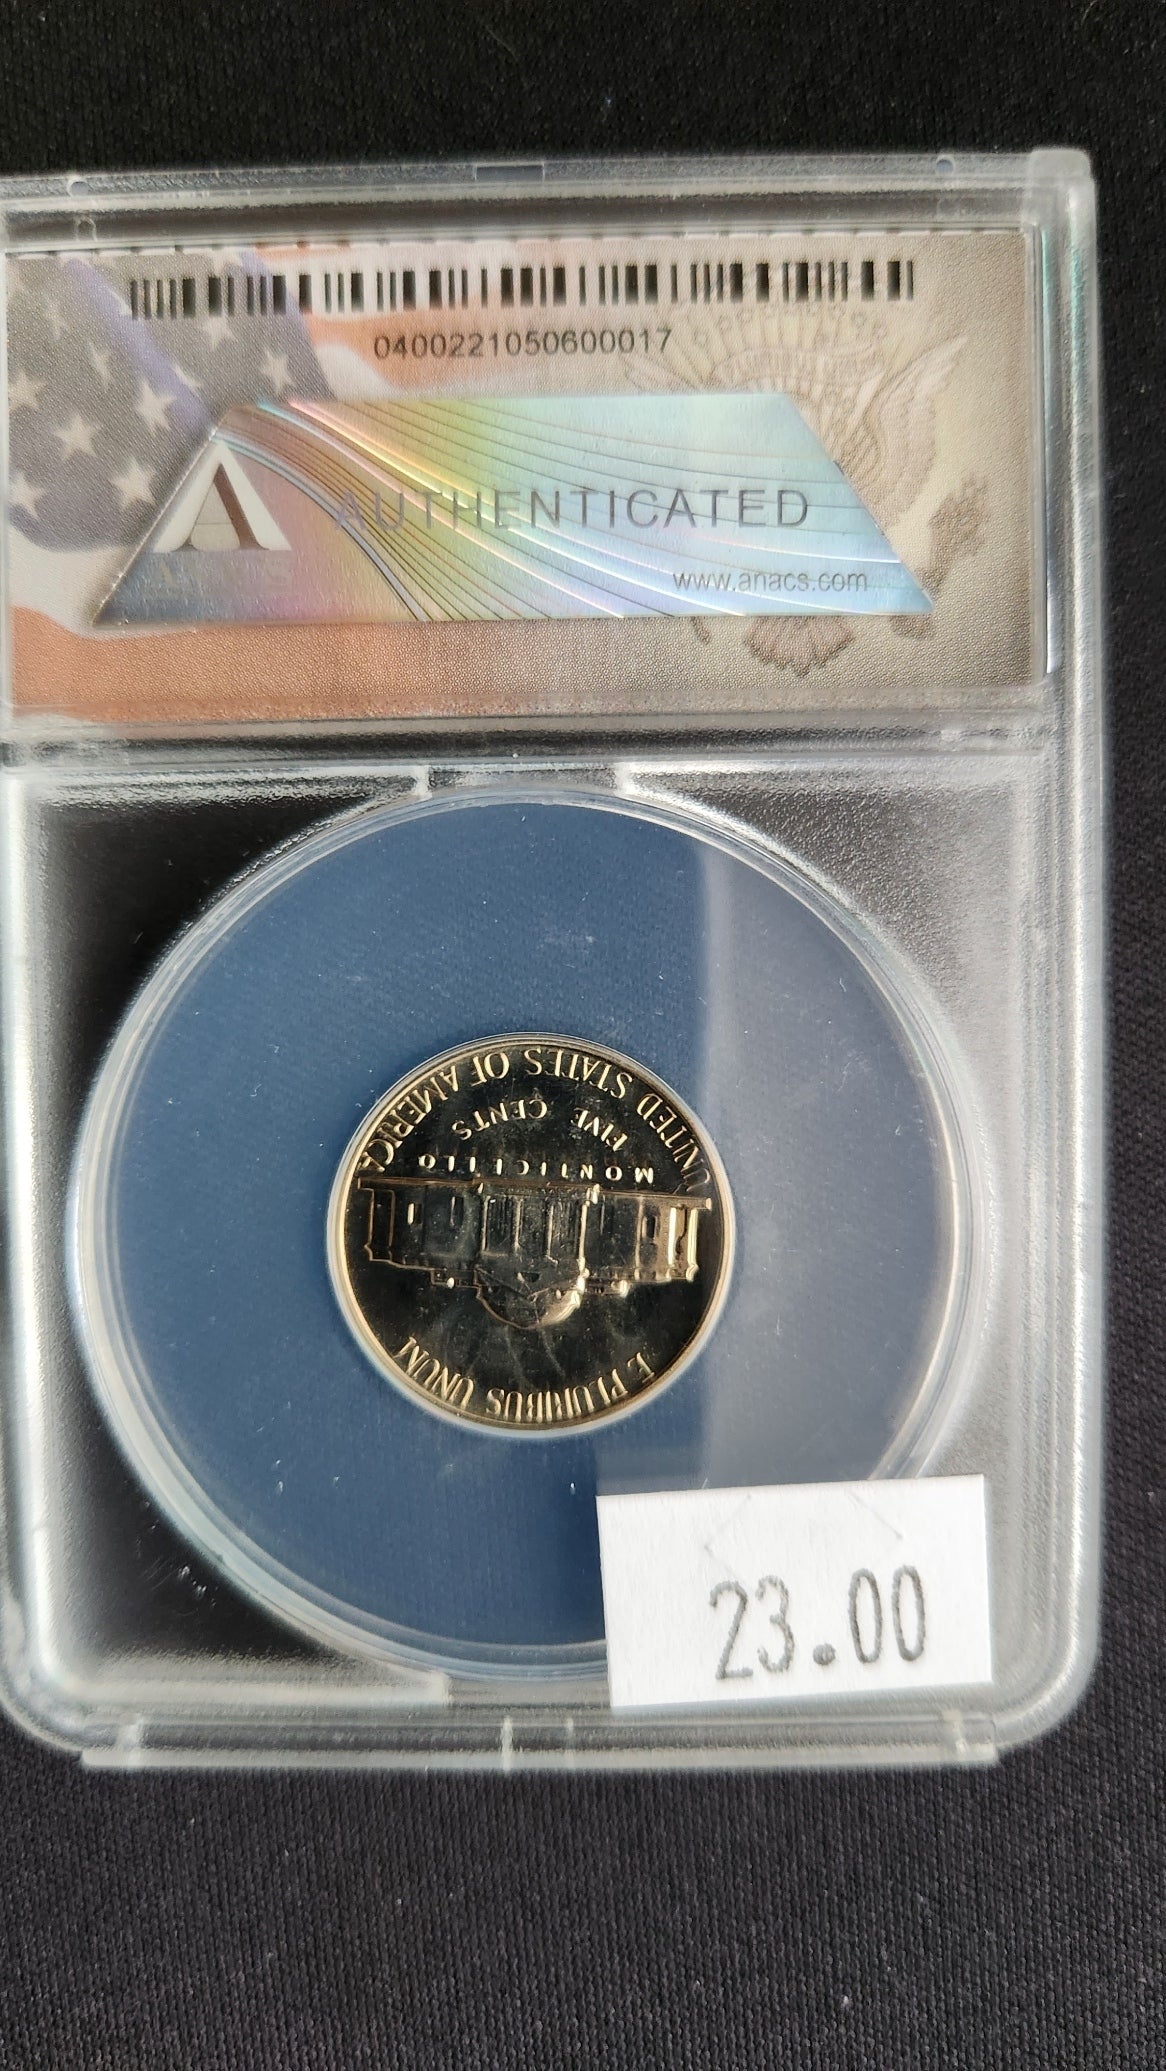 0400221050600017
AUTHENTICATED
www.anacs.com
UNITED STATES OF AMERICA
FIVE CENTS
MONTICELLO
E PLURIBUS UNUM
23.00